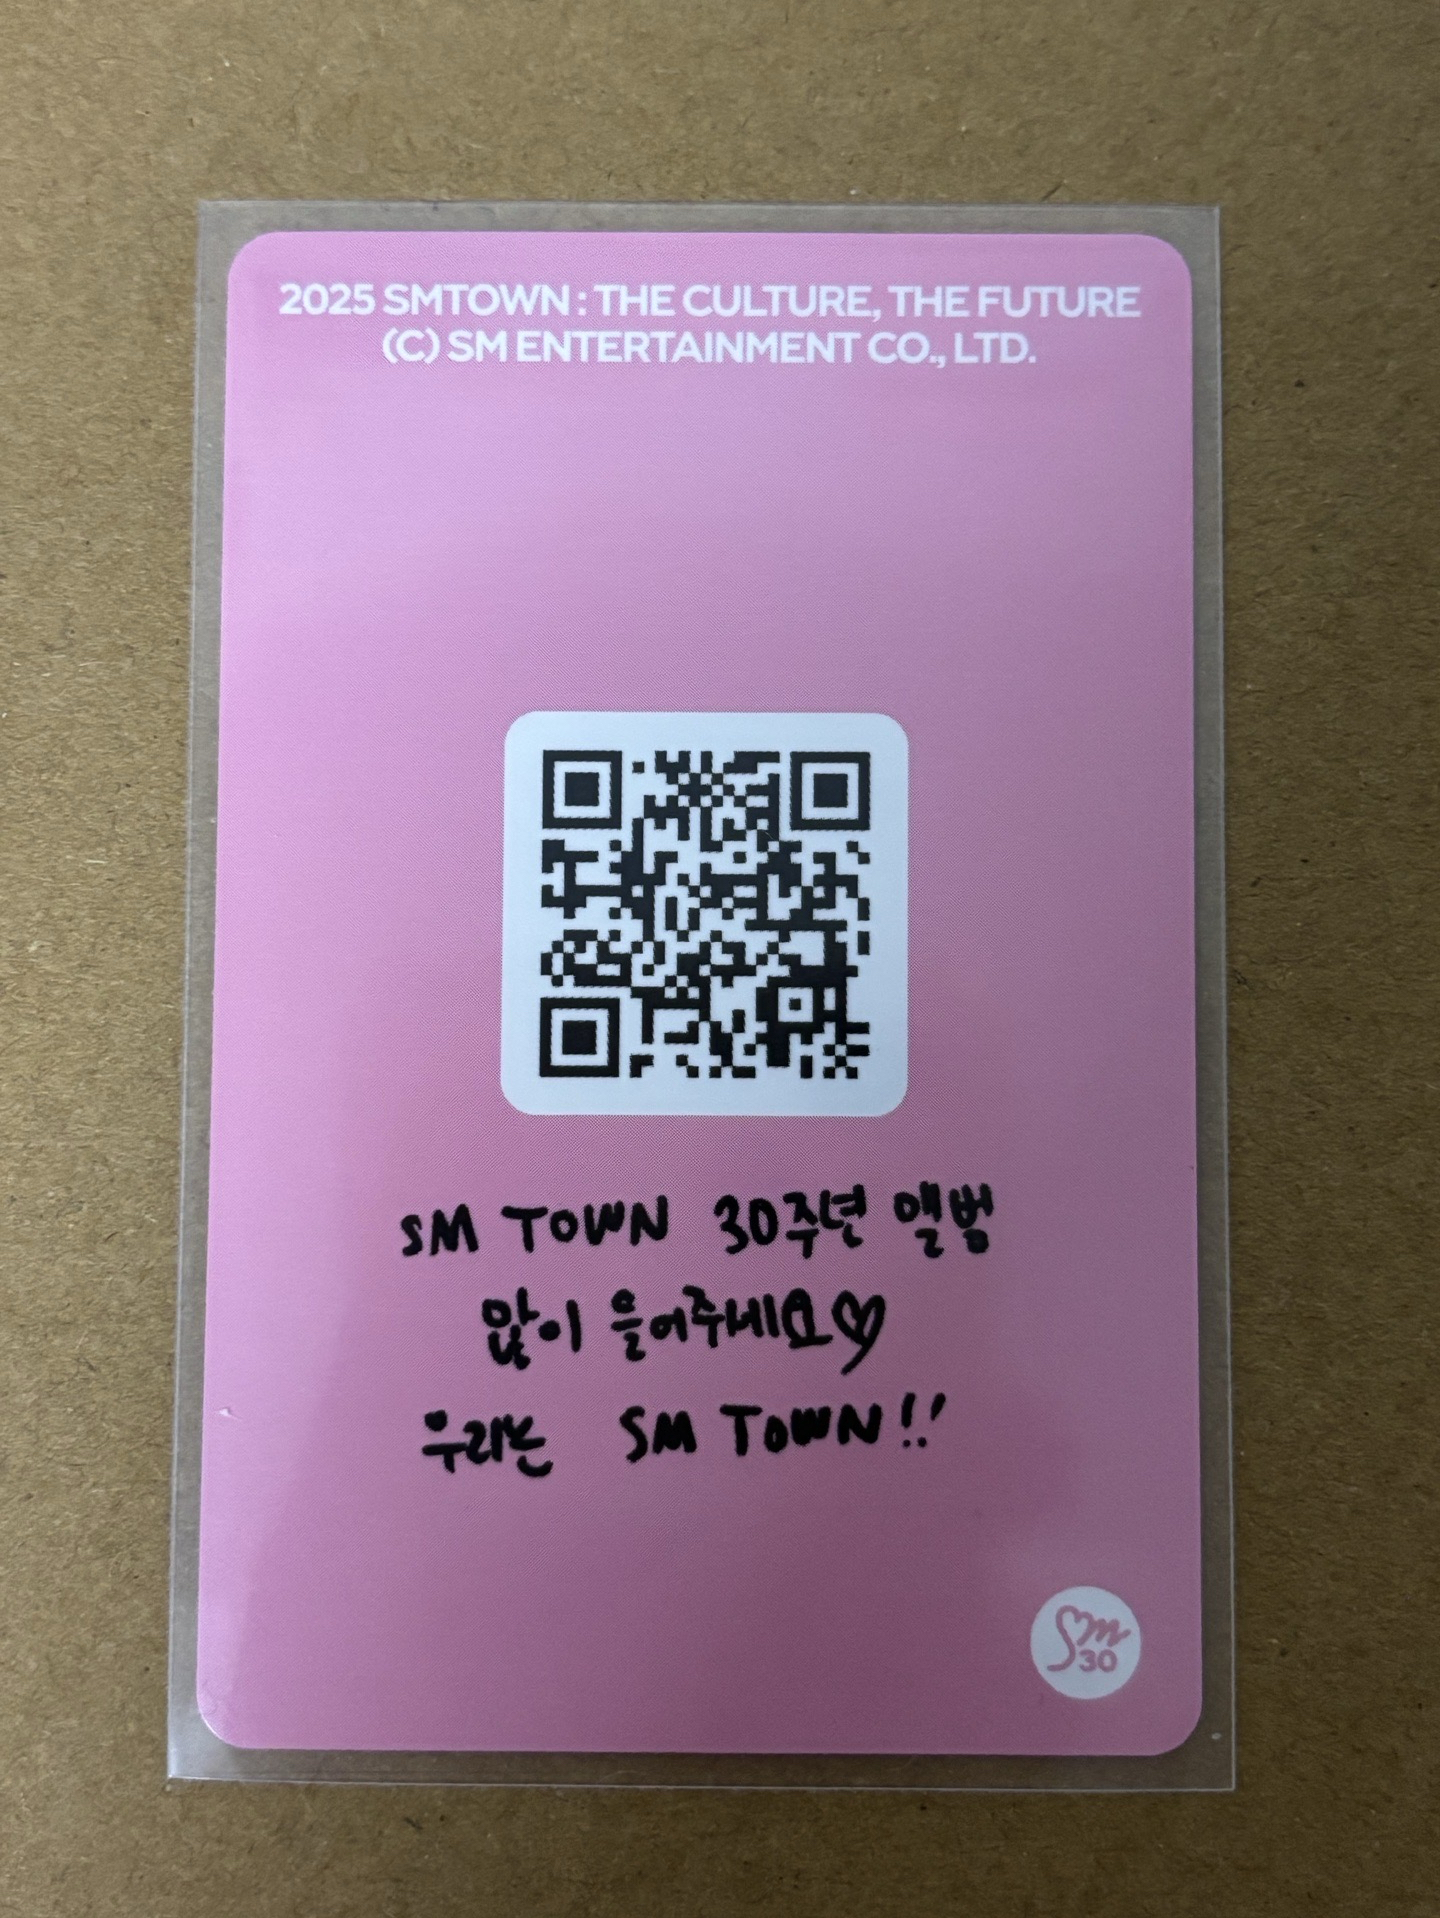 2025 SMTOWN : THE CULTURE, THE FUTURE
(C) SM ENTERTAINMENT CO., LTD.
SM TOWN 30주년 앨범
많이 들어주세요♡
우리는 SM TOWN!!
Sm
30